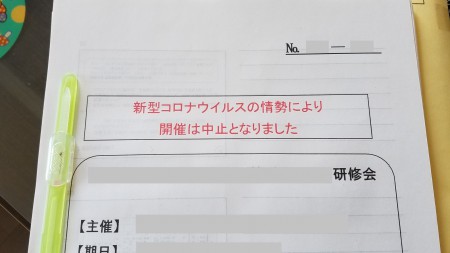 No. —
新型コロナウイルスの情勢により
開催は中止となりました
研修会
【主催】
【期日】